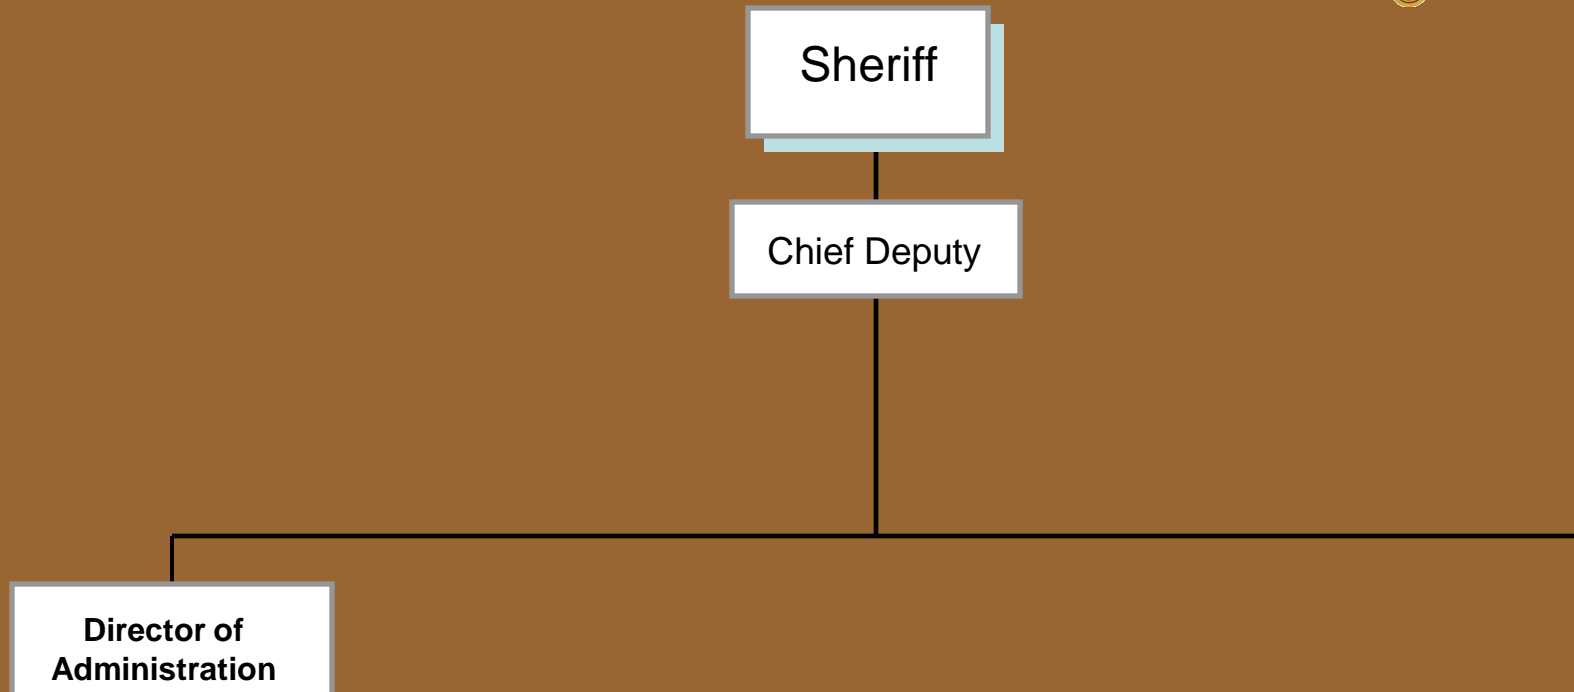 Sheriff
Chief Deputy
Director of
Administration